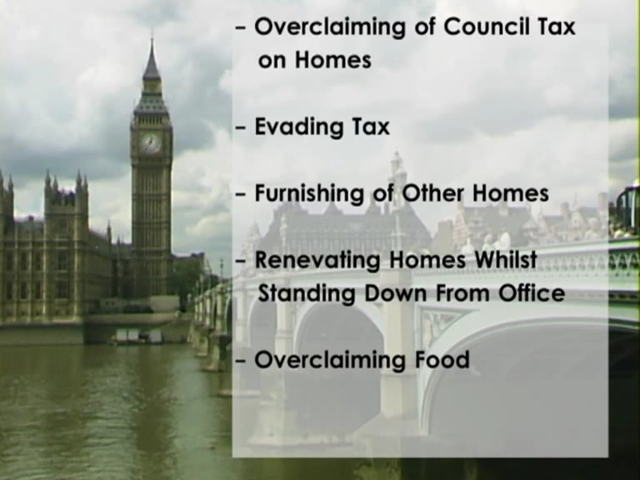 – Overclaiming of Council Tax
on Homes
– Evading Tax
– Furnishing of Other Homes
– Renevating Homes Whilst
Standing Down From Office
– Overclaiming Food